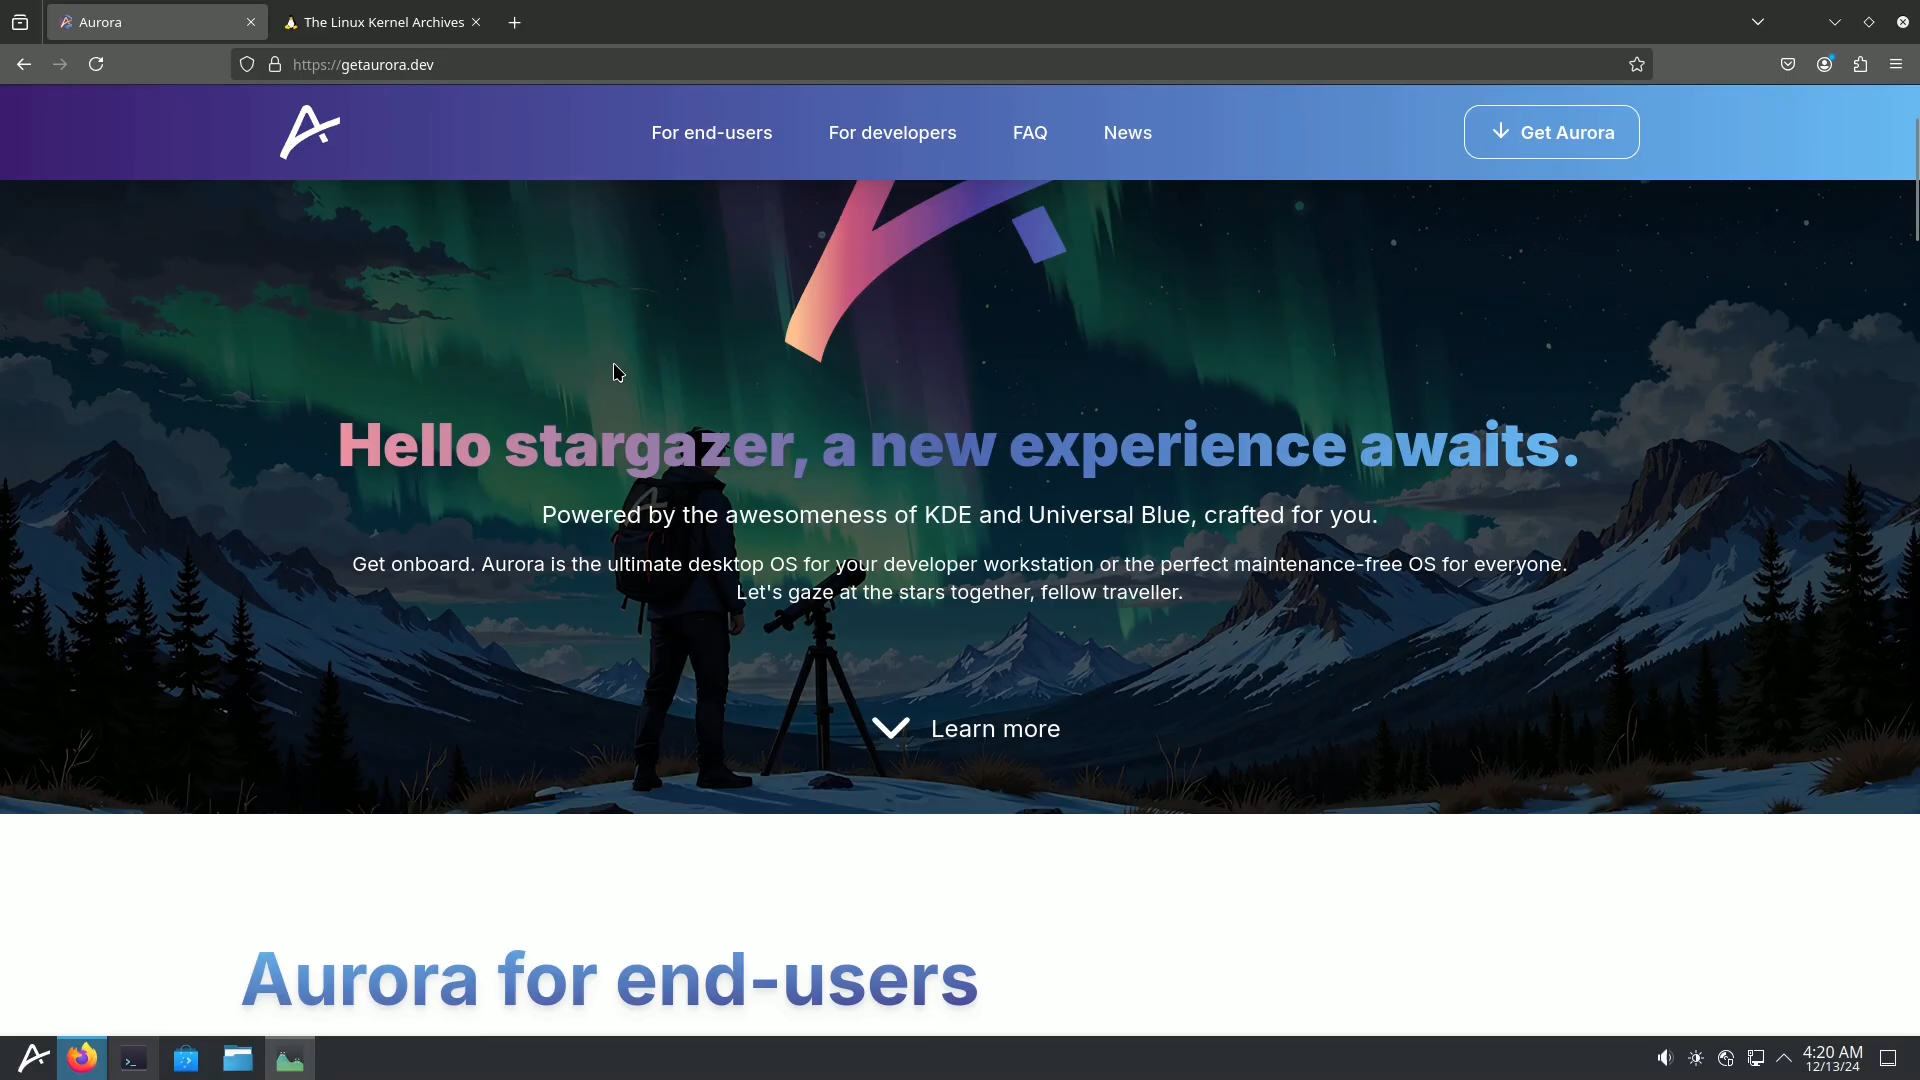 Aurora
The Linux Kernel Archives
https://getaurora.dev
For end-users
For developers
FAQ
News
Get Aurora
Hello stargazer, a new experience awaits.
Powered by the awesomeness of KDE and Universal Blue, crafted for you.
Get onboard. Aurora is the ultimate desktop OS for your developer workstation or the perfect maintenance-free OS for everyone.
Let's gaze at the stars together, fellow traveller.
Learn more
Aurora for end-users
4:20 AM
12/13/24